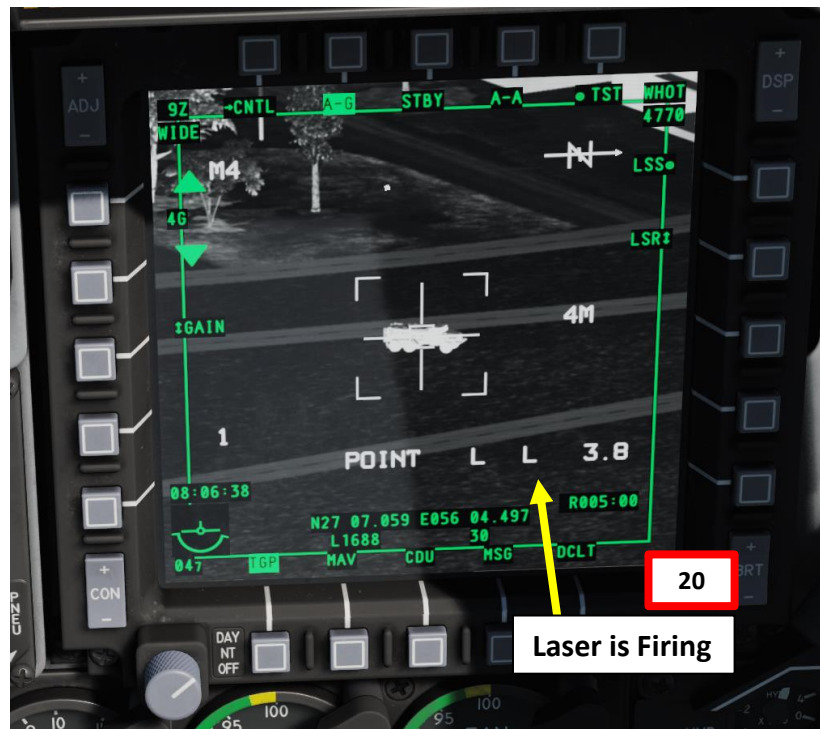 +
ADJ
-
+
DSP
-
9Z →CNTL A-G STBY A-A ● TST WHOT
WIDE
4770
M4
N
LSS●
4G
LSR↕
↕GAIN
4M
1
POINT L L 3.8
08:06:38
R005:00
N27 07.059 E056 04.497
L1688 30
047 TGP MAV CDU MSG DCLT
+
CON
-
20
+
BRT
-
PNEU
DAY
NT
OFF
Laser is Firing
10
95 100
95 100
HYD